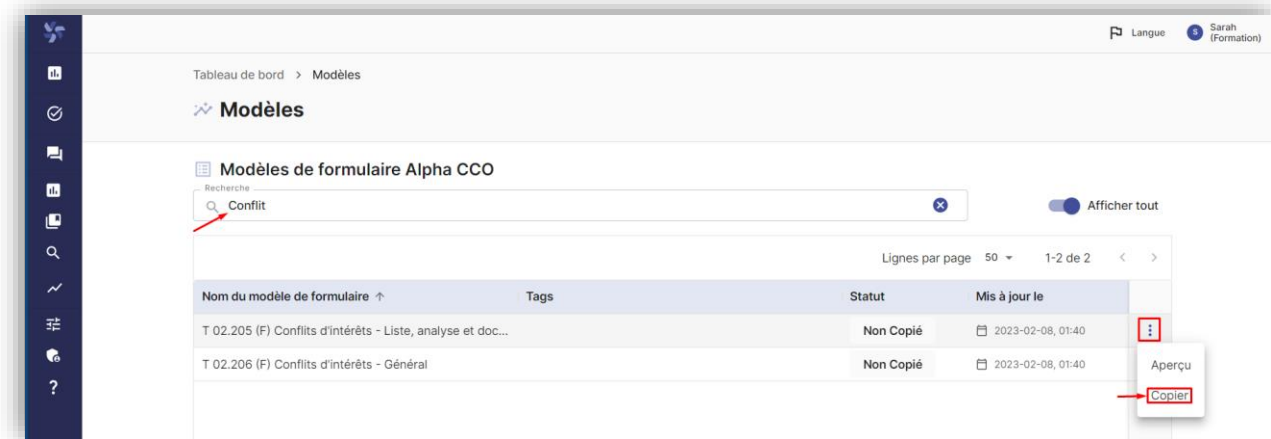 Langue
S
Sarah
(Formation)
Tableau de bord > Modèles
Modèles
Modèles de formulaire Alpha CCO
Recherche
Conflit
Afficher tout
Lignes par page 50 1-2 de 2 < >
Nom du modèle de formulaire ↑ Tags Statut Mis à jour le
T 02.205 (F) Conflits d'intérêts - Liste, analyse et doc... Non Copié 2023-02-08, 01:40
T 02.206 (F) Conflits d'intérêts - Général Non Copié 2023-02-08, 01:40
Aperçu
Copier
?